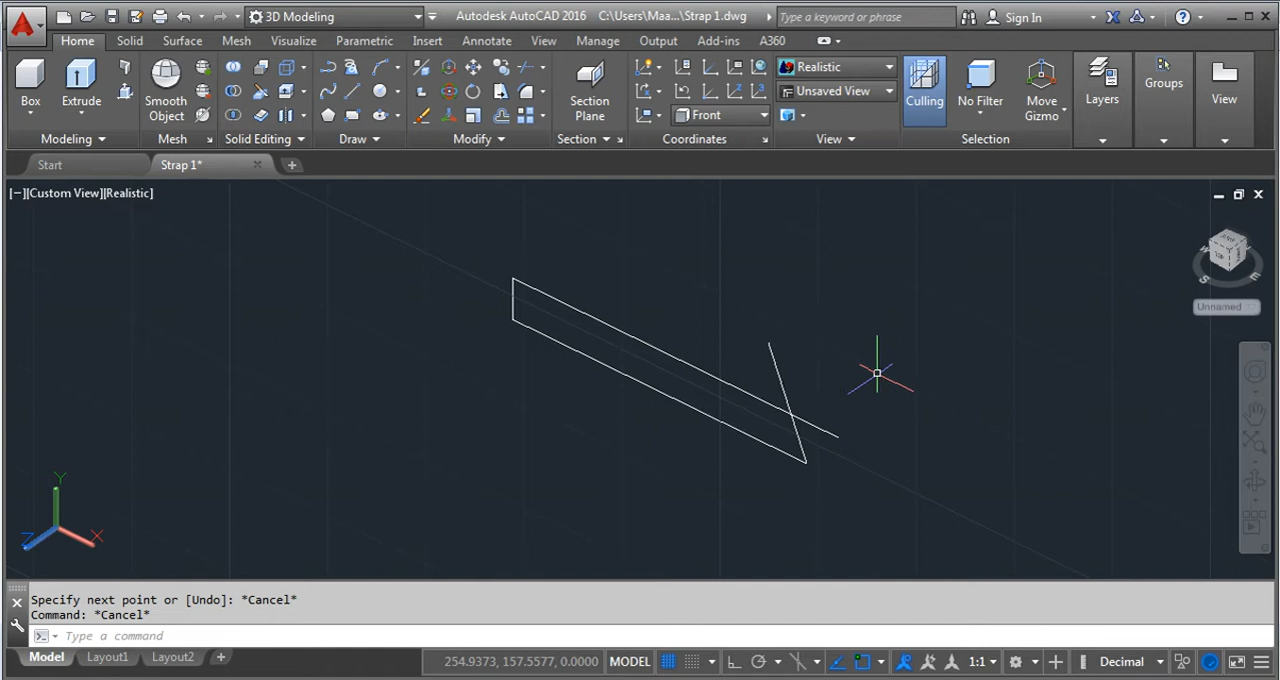 3D Modeling
Autodesk AutoCAD 2016 C:\Users\Maa...\Strap 1.dwg
Type a keyword or phrase
Sign In
Home Solid Surface Mesh Visualize Parametric Insert Annotate View Manage Output Add-ins A360
Realistic
Unsaved View
Box Extrude Smooth Object Section Plane Front Culling No Filter Move Gizmo Layers Groups View
Modeling Mesh Solid Editing Draw Modify Section Coordinates View Selection
Start Strap 1*
[−][Custom View][Realistic]
W
S
E
Unnamed
Y
X
Z
Specify next point or [Undo]: *Cancel*
Command: *Cancel*
Type a command
Model Layout1 Layout2 + 254.9373, 157.5577, 0.0000 MODEL 1:1 Decimal